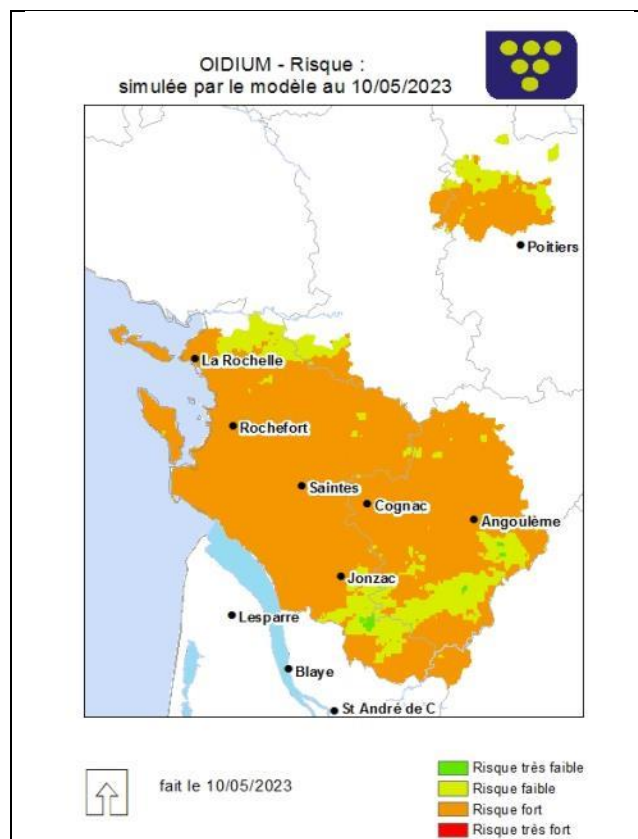 OIDIUM - Risque :
simulée par le modèle au 10/05/2023
Poitiers
La Rochelle
Rochefort
Saintes
Cognac
Angoulême
Jonzac
Lesparre
Blaye
St André de C
fait le 10/05/2023
Risque très faible
Risque faible
Risque fort
Risque très fort